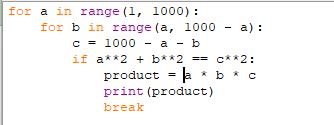 for a in range(1, 1000):
    for b in range(a, 1000 - a):
        c = 1000 - a - b
        if a**2 + b**2 == c**2:
            product = a * b * c
            print(product)
            break